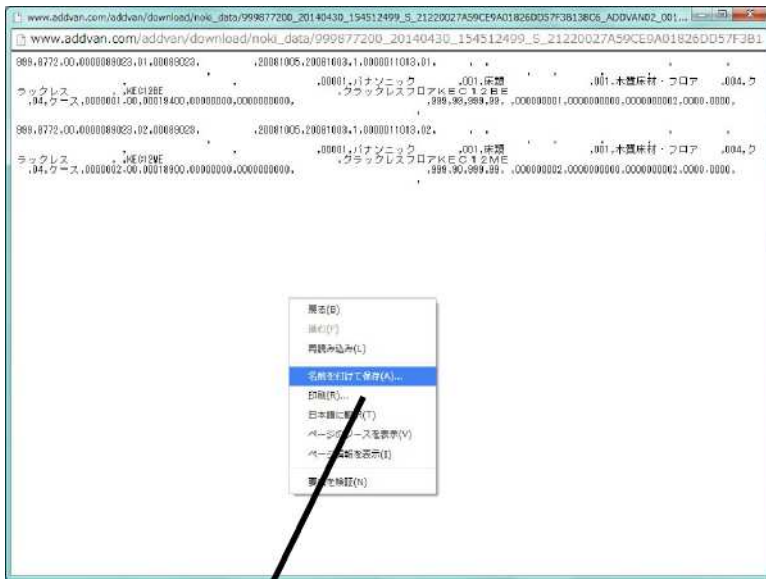 www.addvan.com/addvan/download/noki_data/999877200_20140430_154512499_S_21220027A59CE9A01826DD57F3B138C6_ADDVAN02_001...
www.addvan.com/addvan/download/noki_data/999877200_20140430_154512499_S_21220027A59CE9A01826DD57F3B1
999,8772,00,0000089023,01,00089023, ,20081005,20081003,1,0000011013,01, , ,
,00001,パナソニック ,001,床類 ,001,木質床材・フロア ,004,ク
ラックレス , ,KEC12BE ,クラックレスフロアKEC12BE
,04,ケース,0000001.00,00019400,00000000,0000000000, ,999,90,999,99, ,000000001,0000000000,0000000002,0000.0000,
999,8772,00,0000089023,02,00089023, ,20081005,20081003,1,0000011013,02, , ,
,00001,パナソニック ,001,床類 ,001,木質床材・フロア ,004,ク
ラックレス , ,KEC12ME ,クラックレスフロアKEC12ME
,04,ケース,0000002.00,00018900,00000000,0000000000, ,999,90,999,99, ,000000002,0000000000,0000000002,0000.0000,
戻る(B)
進む(F)
再読み込み(L)
名前を付けて保存(A)...
印刷(R)...
日本語に翻訳(T)
ページのソースを表示(V)
ページ情報を表示(I)
要素を検証(N)